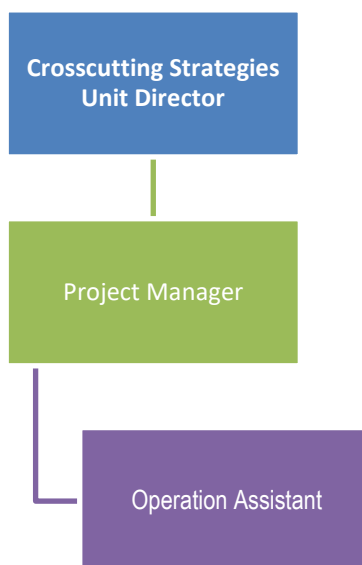 Crosscutting Strategies
Unit Director
Project Manager
Operation Assistant